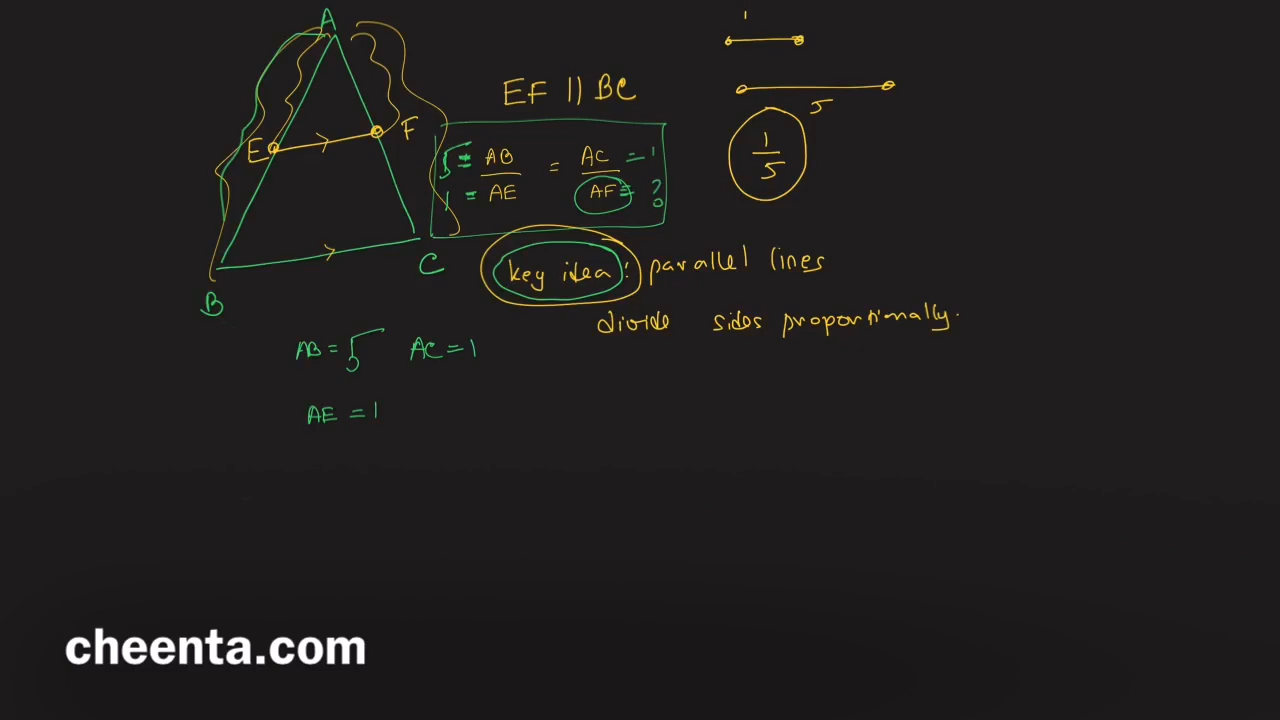 A
1
5
1
5
E
F
B
C
EF || BC
5 = AB = AC = 1
1 = AE AF = ?
key idea : parallel lines
divide sides proportionally.
AB = 5 AC = 1
AE = 1
cheenta.com